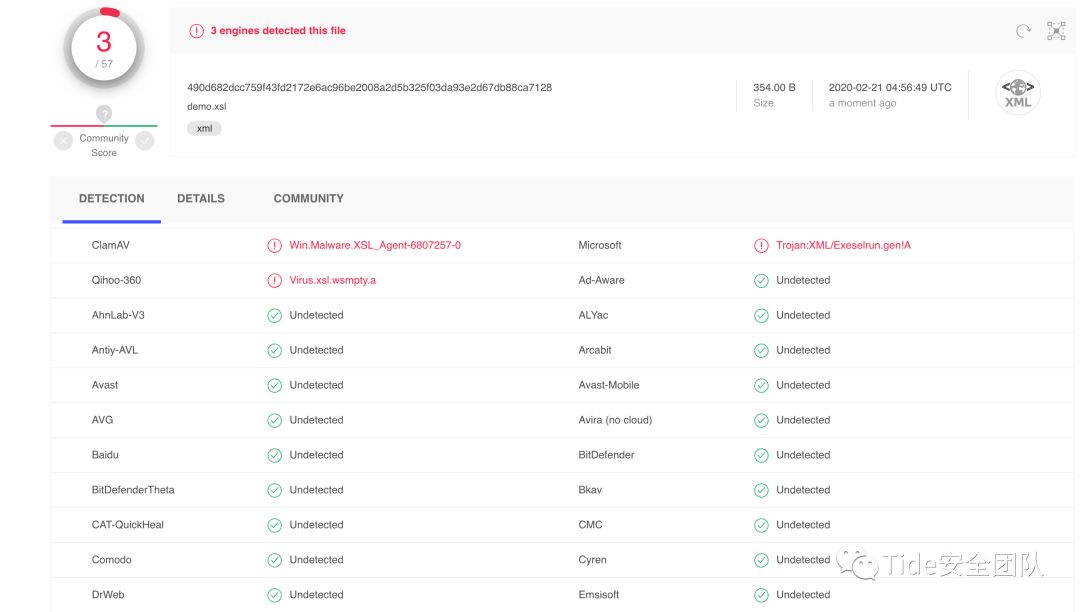 3
/ 57
?
Community
Score
3 engines detected this file
490d682dcc759f43fd2172e6ac96be2008a2d5b325f03da93e2d67db88ca7128
demo.xsl
xml
354.00 B
Size
2020-02-21 04:56:49 UTC
a moment ago
XML
DETECTION DETAILS COMMUNITY
ClamAV Win.Malware.XSL_Agent-6807257-0 Microsoft Trojan:XML/Exeselrun.gen!A
Qihoo-360 Virus.xsl.wsmpty.a Ad-Aware Undetected
AhnLab-V3 Undetected ALYac Undetected
Antiy-AVL Undetected Arcabit Undetected
Avast Undetected Avast-Mobile Undetected
AVG Undetected Avira (no cloud) Undetected
Baidu Undetected BitDefender Undetected
BitDefenderTheta Undetected Bkav Undetected
CAT-QuickHeal Undetected CMC Undetected
Comodo Undetected Cyren Undetected
DrWeb Undetected Emsisoft Undetected
Tide安全团队